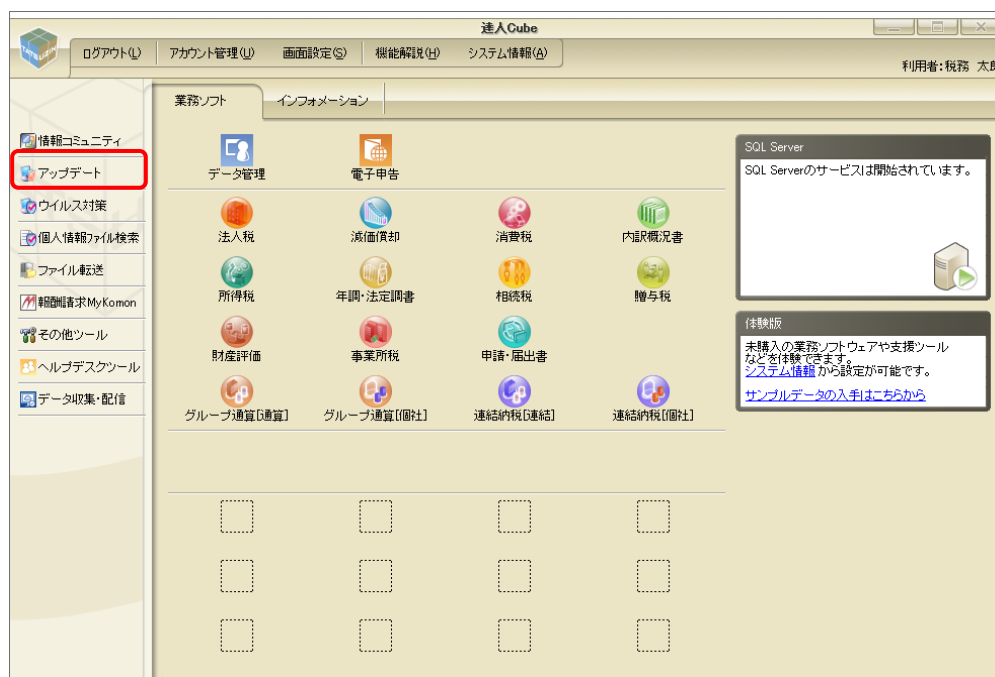 達人Cube
ログアウト(L)
アカウント管理(U)
画面設定(S)
機能解説(H)
システム情報(A)
利用者:税務 太郎
業務ソフト
インフォメーション
情報コミュニティ
アップデート
ウイルス対策
個人情報ファイル検索
ファイル転送
報酬請求MyKomon
その他ツール
ヘルプデスクツール
データ収集・配信
データ管理
電子申告
法人税
減価償却
消費税
内訳概況書
所得税
年調・法定調書
相続税
贈与税
財産評価
事業所税
申請・届出書
グループ通算[通算]
グループ通算[個社]
連結納税[連結]
連結納税[個社]
SQL Server
SQL Serverのサービスは開始されています。
体験版
未購入の業務ソフトウェアや支援ツール
などを体験できます。
システム情報から設定が可能です。
サンプルデータの入手はこちらから